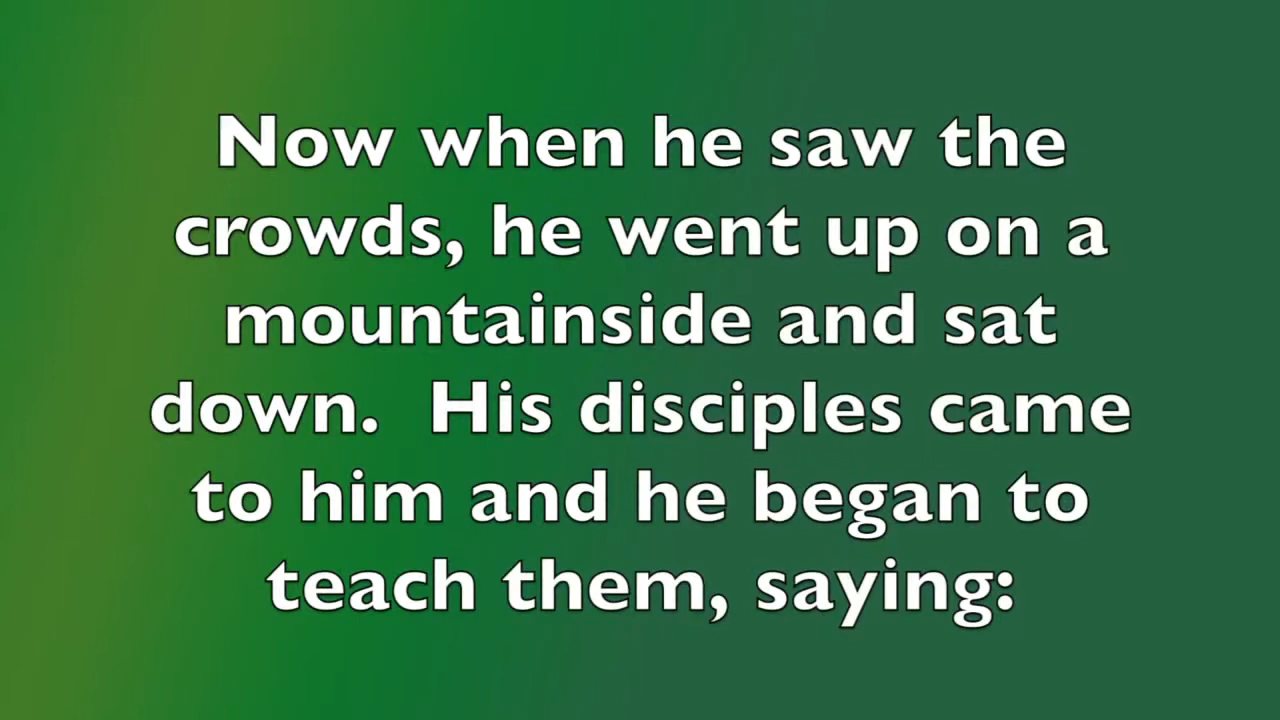 Now when he saw the
crowds, he went up on a
mountainside and sat
down.  His disciples came
to him and he began to
teach them, saying: